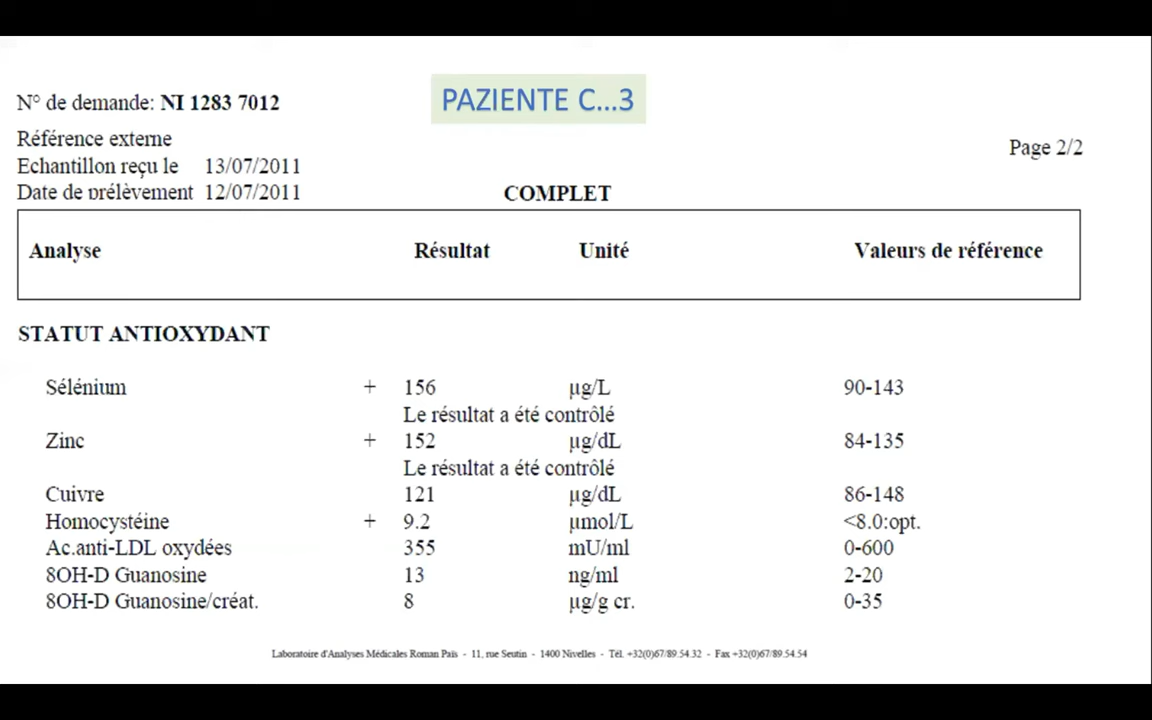 PAZIENTE C...3
N° de demande: NI 1283 7012
Référence externe
Page 2/2
Echantillon reçu le 13/07/2011
Date de prélèvement 12/07/2011
COMPLET
Analyse Résultat Unité Valeurs de référence
STATUT ANTIOXYDANT
Sélénium + 156 µg/L 90-143
Le résultat a été contrôlé
Zinc + 152 µg/dL 84-135
Le résultat a été contrôlé
Cuivre 121 µg/dL 86-148
Homocystéine + 9.2 µmol/L <8.0:opt.
Ac.anti-LDL oxydées 355 mU/ml 0-600
8OH-D Guanosine 13 ng/ml 2-20
8OH-D Guanosine/créat. 8 µg/g cr. 0-35
Laboratoire d'Analyses Médicales Roman Païs - 11, rue Seutin - 1400 Nivelles - Tél. +32(0)67/89.54.32 - Fax +32(0)67/89.54.54